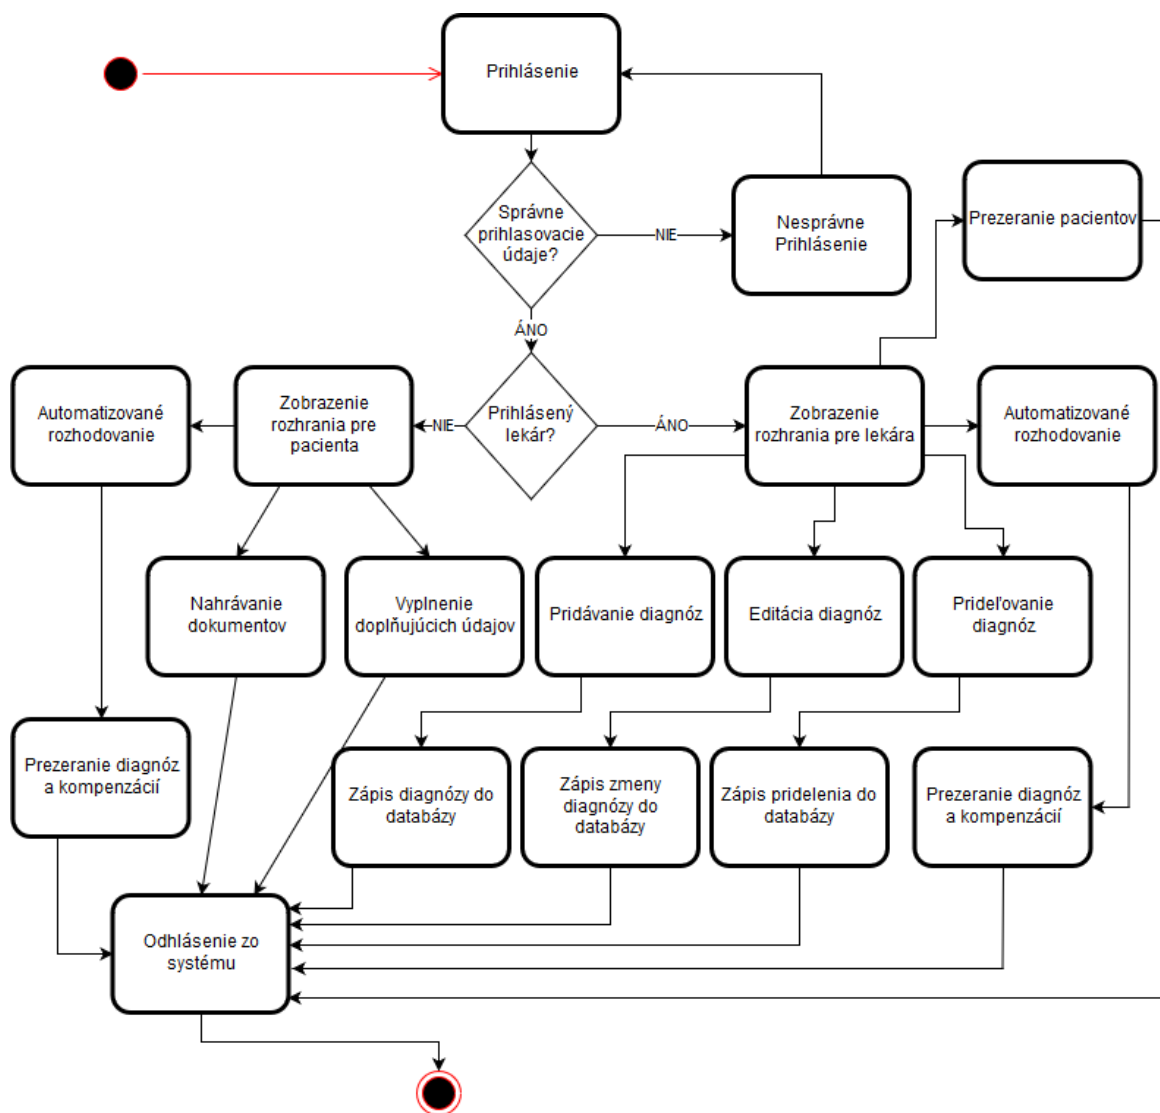 Prihlásenie
Správne
prihlasovacie
údaje?
NIE
Nesprávne
Prihlásenie
Prezeranie pacientov
ÁNO
Automatizované
rozhodovanie
Zobrazenie
rozhrania pre
pacienta
NIE
Prihlásený
lekár?
ÁNO
Zobrazenie
rozhrania pre lekára
Automatizované
rozhodovanie
Nahrávanie
dokumentov
Vyplnenie
doplňujúcich údajov
Pridávanie diagnóz
Editácia diagnóz
Prideľovanie
diagnóz
Prezeranie diagnóz
a kompenzácií
Zápis diagnózy do
databázy
Zápis zmeny
diagnózy do
databázy
Zápis pridelenia do
databázy
Prezeranie diagnóz
a kompenzácií
Odhlásenie zo
systému